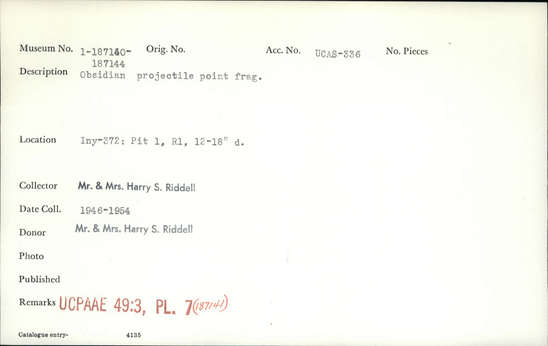 Museum No. 1-187140- Orig. No. Acc. No. UCAS-336 No. Pieces
187144
Description Obsidian projectile point frag.
Location Iny-372; Pit 1, R1, 12-18" d.
Collector Mr. & Mrs. Harry S. Riddell
Date Coll. 1946-1954
Donor Mr. & Mrs. Harry S. Riddell
Photo
Published
Remarks UCPAAE 49:3, PL. 7 (187141)
Catalogue entry- 4135